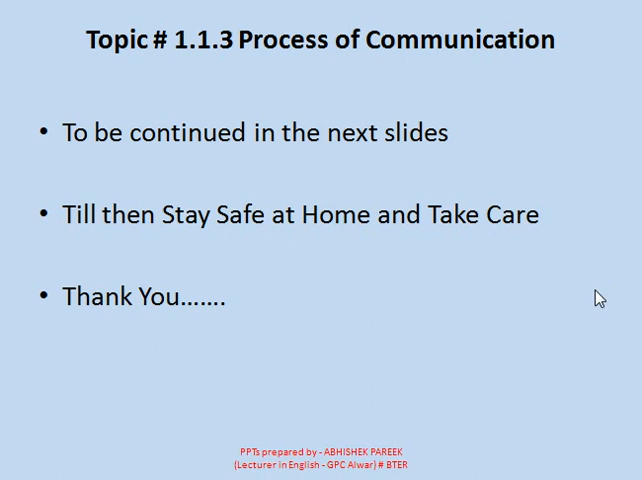 Topic # 1.1.3 Process of Communication
• To be continued in the next slides
• Till then Stay Safe at Home and Take Care
• Thank You.......
PPTs prepared by - ABHISHEK PAREEK
(Lecturer in English - GPC Alwar) # BTER